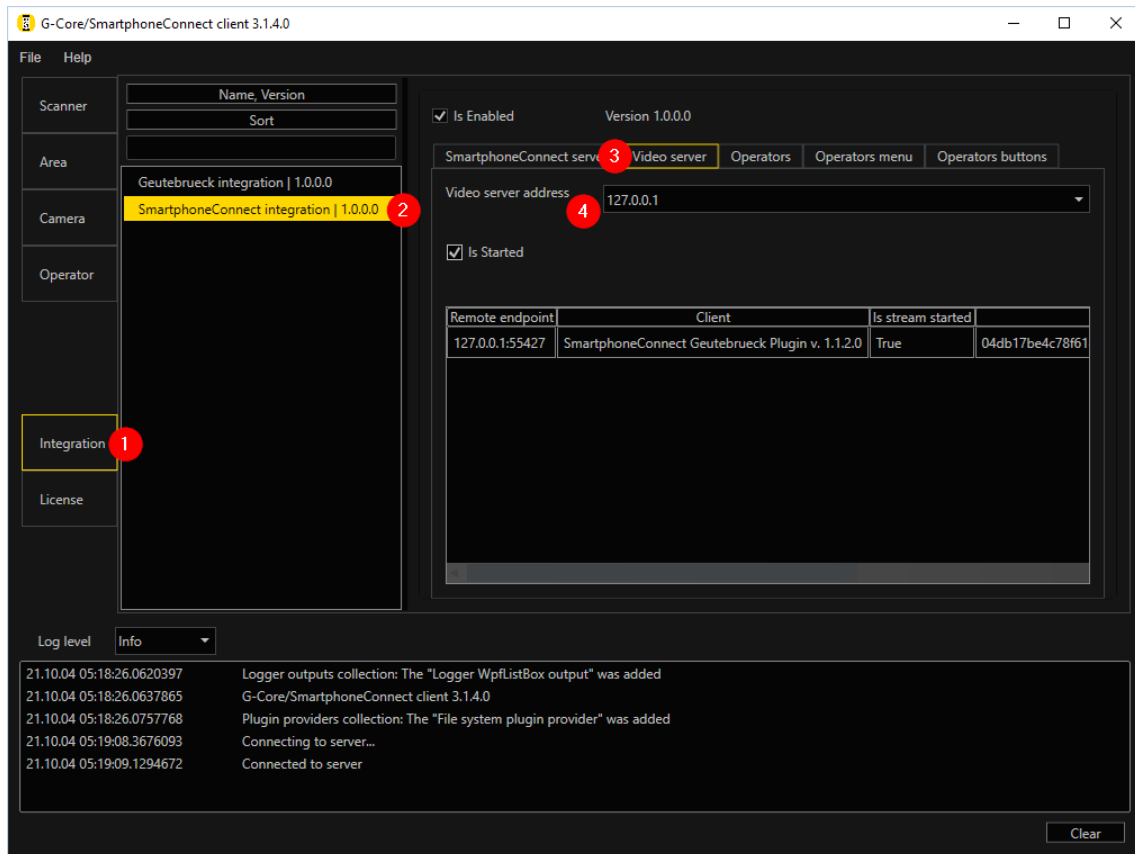 G-Core/SmartphoneConnect client 3.1.4.0
File Help
Scanner
Area
Camera
Operator
Integration 1
License
Name, Version
Sort
Geutebrueck integration | 1.0.0.0
SmartphoneConnect integration | 1.0.0.0 2
Is Enabled Version 1.0.0.0
SmartphoneConnect serve 3 Video server Operators Operators menu Operators buttons
Video server address 4 127.0.0.1
Is Started
Remote endpoint Client Is stream started
127.0.0.1:55427 SmartphoneConnect Geutebrueck Plugin v. 1.1.2.0 True 04db17be4c78f61
Log level Info
21.10.04 05:18:26.0620397 Logger outputs collection: The "Logger WpfListBox output" was added
21.10.04 05:18:26.0637865 G-Core/SmartphoneConnect client 3.1.4.0
21.10.04 05:18:26.0757768 Plugin providers collection: The "File system plugin provider" was added
21.10.04 05:19:08.3676093 Connecting to server...
21.10.04 05:19:09.1294672 Connected to server
Clear